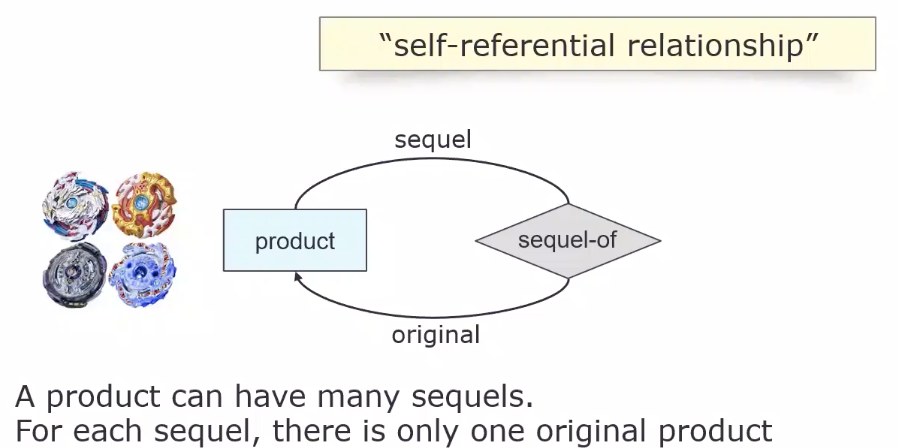 “self-referential relationship”
sequel
product
sequel-of
original
A product can have many sequels.
For each sequel, there is only one original product